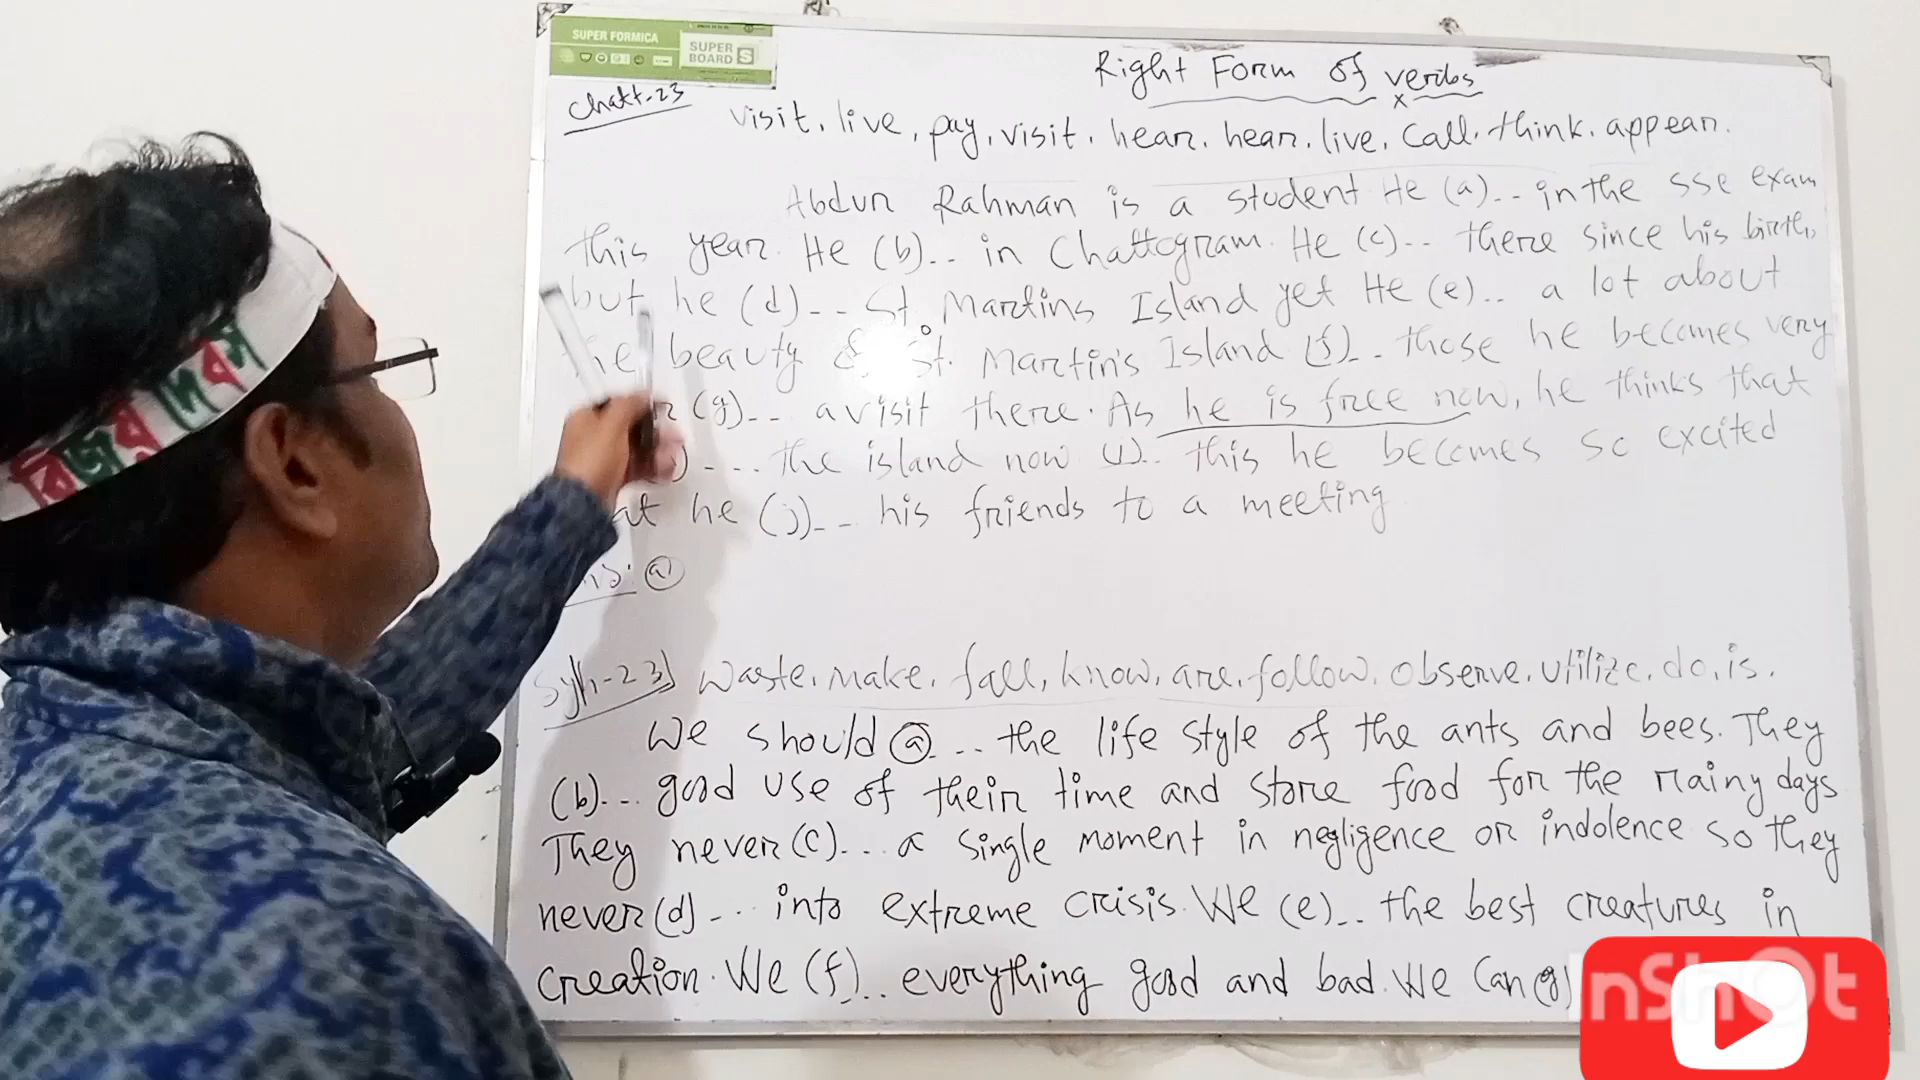 SUPER FORMICA
SUPER BOARD S
Right Form of verbs
x
Chatt-23
visit, live, pay, visit, hear, hear, live, call, think, appear.
Abdur Rahman is a student He (a)... in the SSC exam
this year. He (b)... in Chattogram. He (c)... there since his birth,
but he (d)... St. Martins Island yet He (e)... a lot about
the beauty of St. Martin's Island (f)... those he becomes very
(g)... a visit there. As he is free now, he thinks that
.... the island now (i)... this he becomes so excited
at he (j)... his friends to a meeting
ns: (a)
Syl-23) Waste, make, fall, know, are, follow, observe, utilize, do, is.
We should (a)... the life style of the ants and bees. They
(b)... good use of their time and store food for the rainy days
They never (c)... a single moment in negligence or indolence so they
never (d)... into extreme crisis. We (e)... the best creatures in
creation. We (f)... everything good and bad. We can (g)
বিজয় দিবস
InShOt